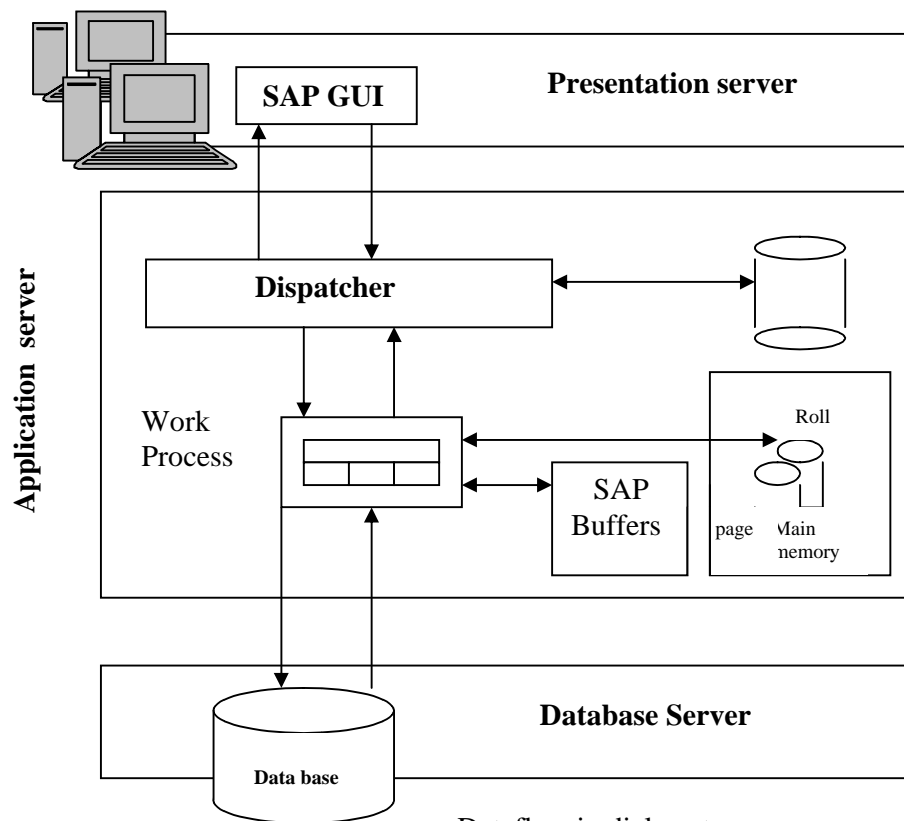 Presentation server
SAP GUI
Dispatcher
Application server
Work
Process
Roll
SAP
Buffers
page Main
memory
Database Server
Data base